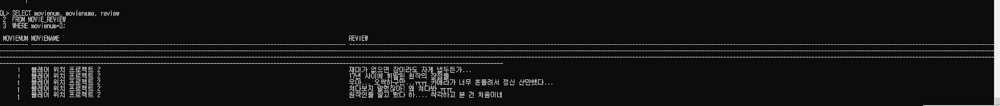 QL> SELECT movienum, moviename, review
2 FROM MOVIE_REVIEW
3 WHERE movienum=3;
MOVIENUM MOVIENAME REVIEW
1 블레어 위치 프로젝트 2 재미가 없으면 잠이라도 자게 냅두든가...
1 블레어 위치 프로젝트 2 17년 사이에 휘발된 원작의 장점들
1 블레어 위치 프로젝트 2 우아... 오싹하구만...ㅠㅠ 카메라가 너무 흔들려서 정신 산만했다...
1 블레어 위치 프로젝트 2 쳐다보지 말랬잖아! 왜 쳐다봐 ㅠㅠ
1 블레어 위치 프로젝트 2 원작인줄 알고 봤다 하.... 착각하고 본 건 처음이네